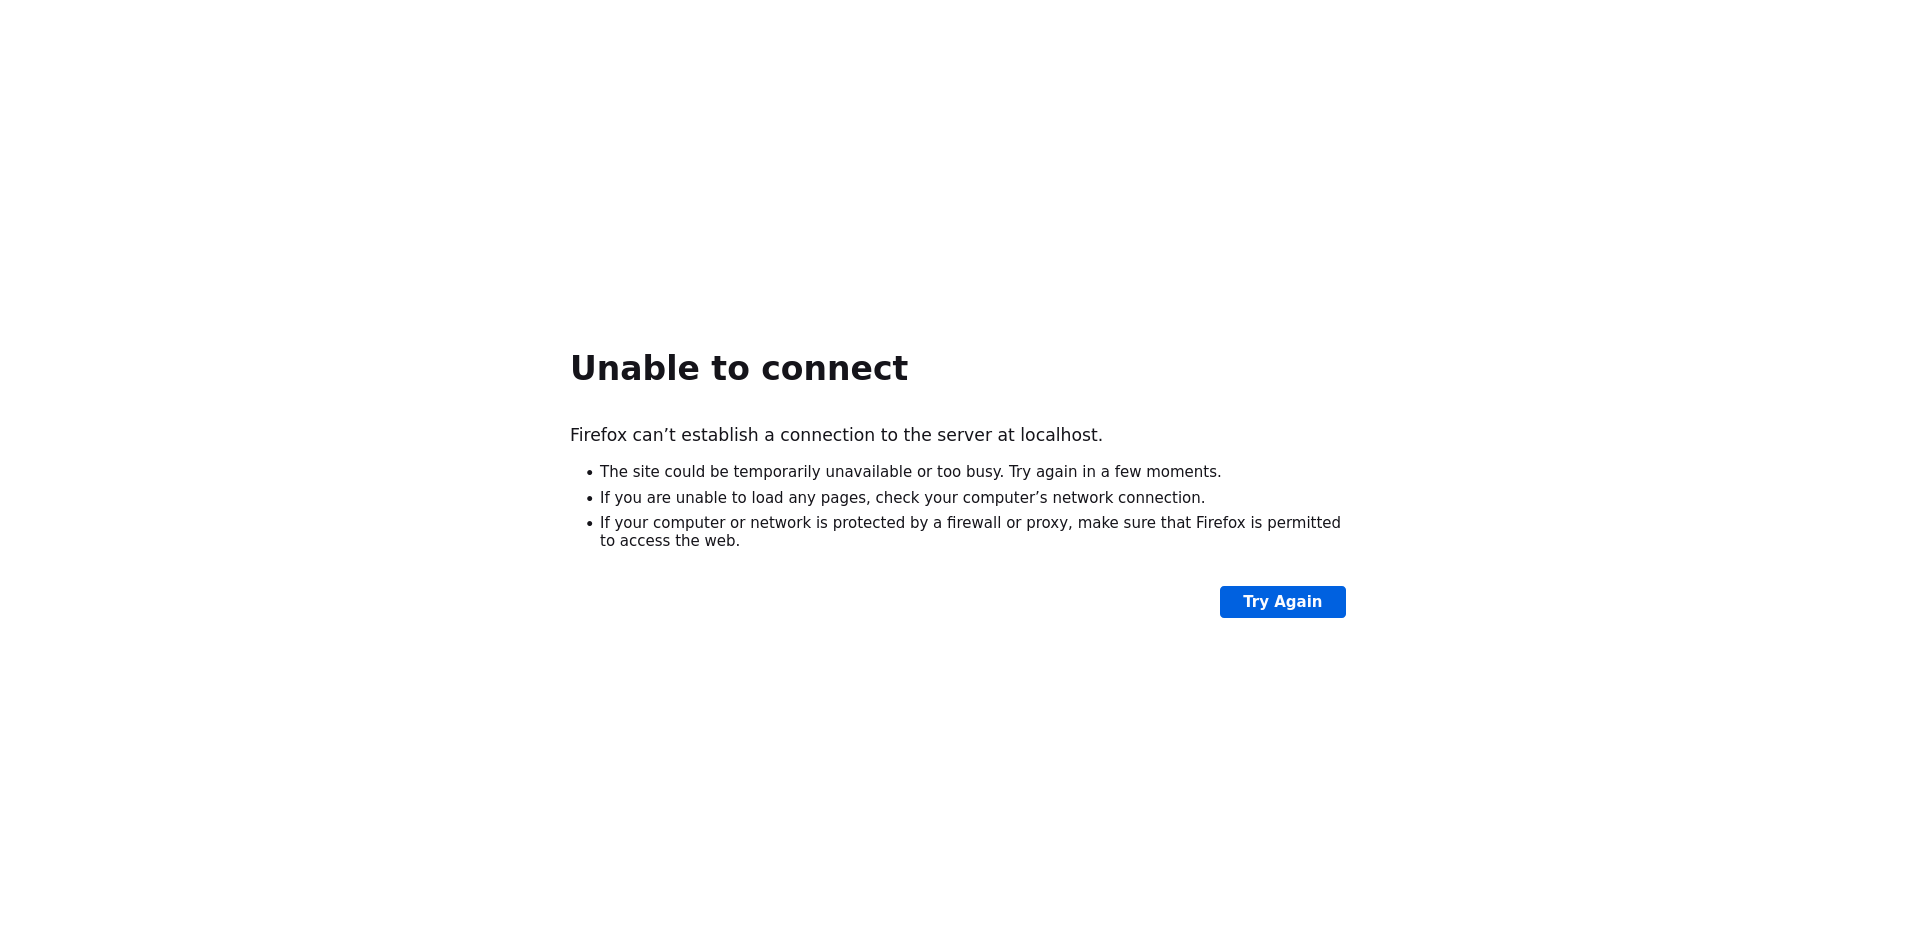 Unable to connect
Firefox can’t establish a connection to the server at localhost.
• The site could be temporarily unavailable or too busy. Try again in a few moments.
• If you are unable to load any pages, check your computer’s network connection.
• If your computer or network is protected by a firewall or proxy, make sure that Firefox is permitted
to access the web.
Try Again